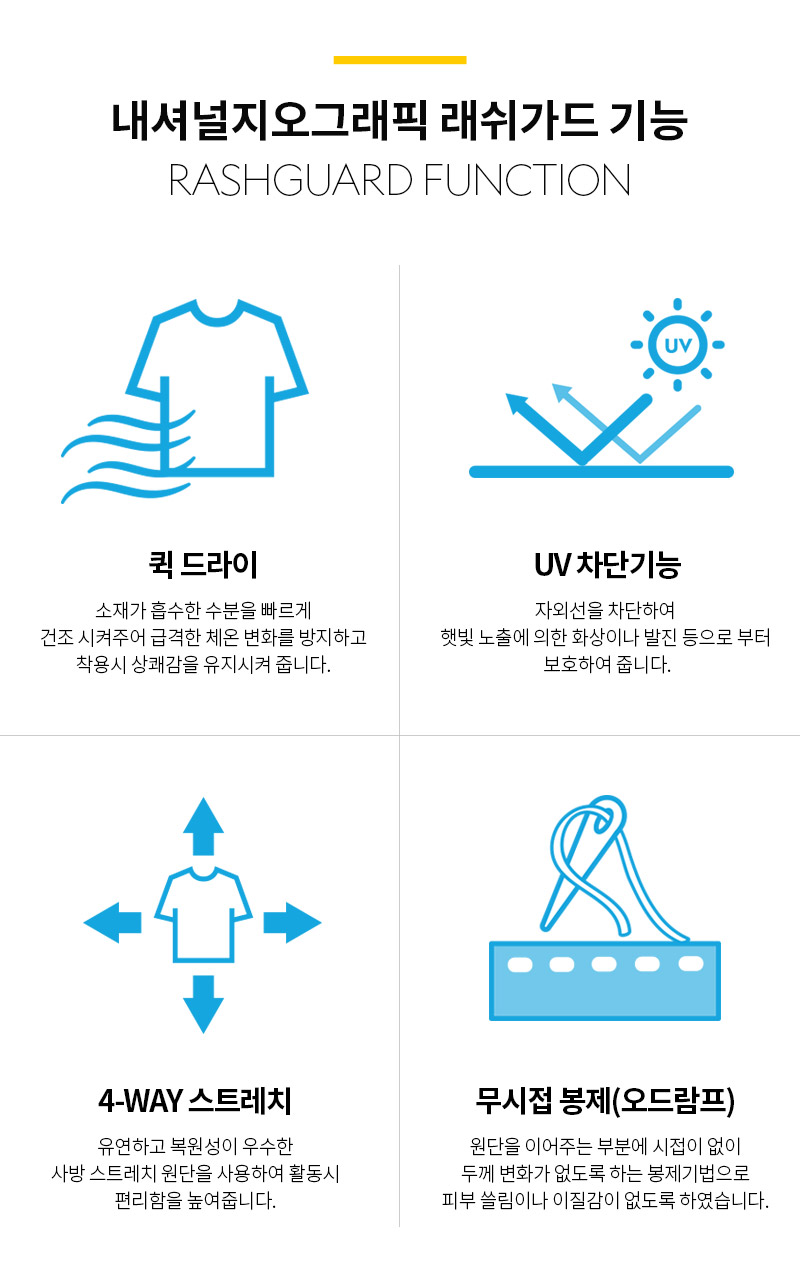 내셔널지오그래픽 래쉬가드 기능
RASHGUARD FUNCTION
퀵 드라이
소재가 흡수한 수분을 빠르게
건조 시켜주어 급격한 체온 변화를 방지하고
착용시 상쾌감을 유지시켜 줍니다.
UV
UV 차단기능
자외선을 차단하여
햇빛 노출에 의한 화상이나 발진 등으로 부터
보호하여 줍니다.
4-WAY 스트레치
유연하고 복원성이 우수한
사방 스트레치 원단을 사용하여 활동시
편리함을 높여줍니다.
무시접 봉제(오드람프)
원단을 이어주는 부분에 시접이 없이
두께 변화가 없도록 하는 봉제기법으로
피부 쓸림이나 이질감이 없도록 하였습니다.